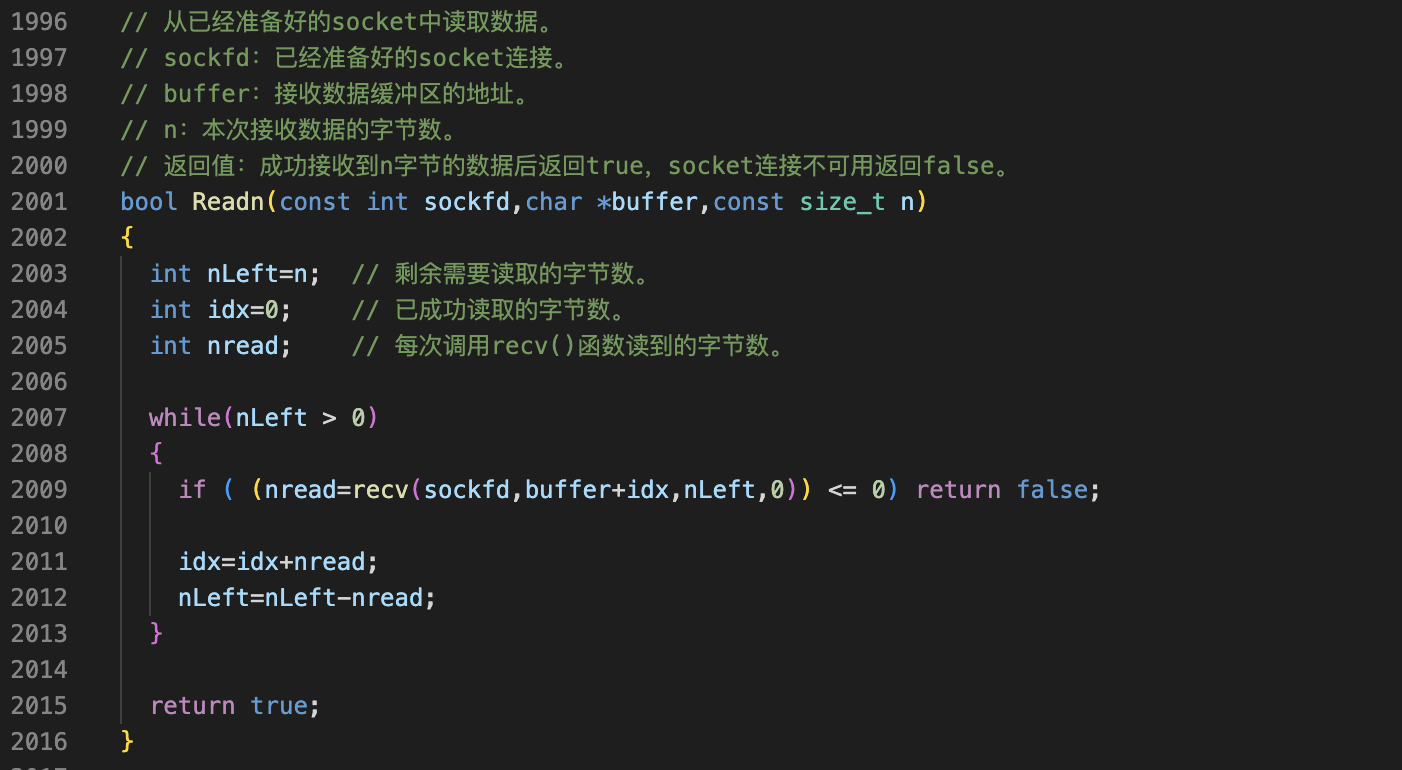 1996 // 从已经准备好的socket中读取数据。
1997 // sockfd：已经准备好的socket连接。
1998 // buffer：接收数据缓冲区的地址。
1999 // n：本次接收数据的字节数。
2000 // 返回值：成功接收到n字节的数据后返回true，socket连接不可用返回false。
2001 bool Readn(const int sockfd,char *buffer,const size_t n)
2002 {
2003   int nLeft=n;  // 剩余需要读取的字节数。
2004   int idx=0;    // 已成功读取的字节数。
2005   int nread;    // 每次调用recv()函数读到的字节数。
2006
2007   while(nLeft > 0)
2008   {
2009     if ( (nread=recv(sockfd,buffer+idx,nLeft,0)) <= 0) return false;
2010
2011     idx=idx+nread;
2012     nLeft=nLeft-nread;
2013   }
2014
2015   return true;
2016 }